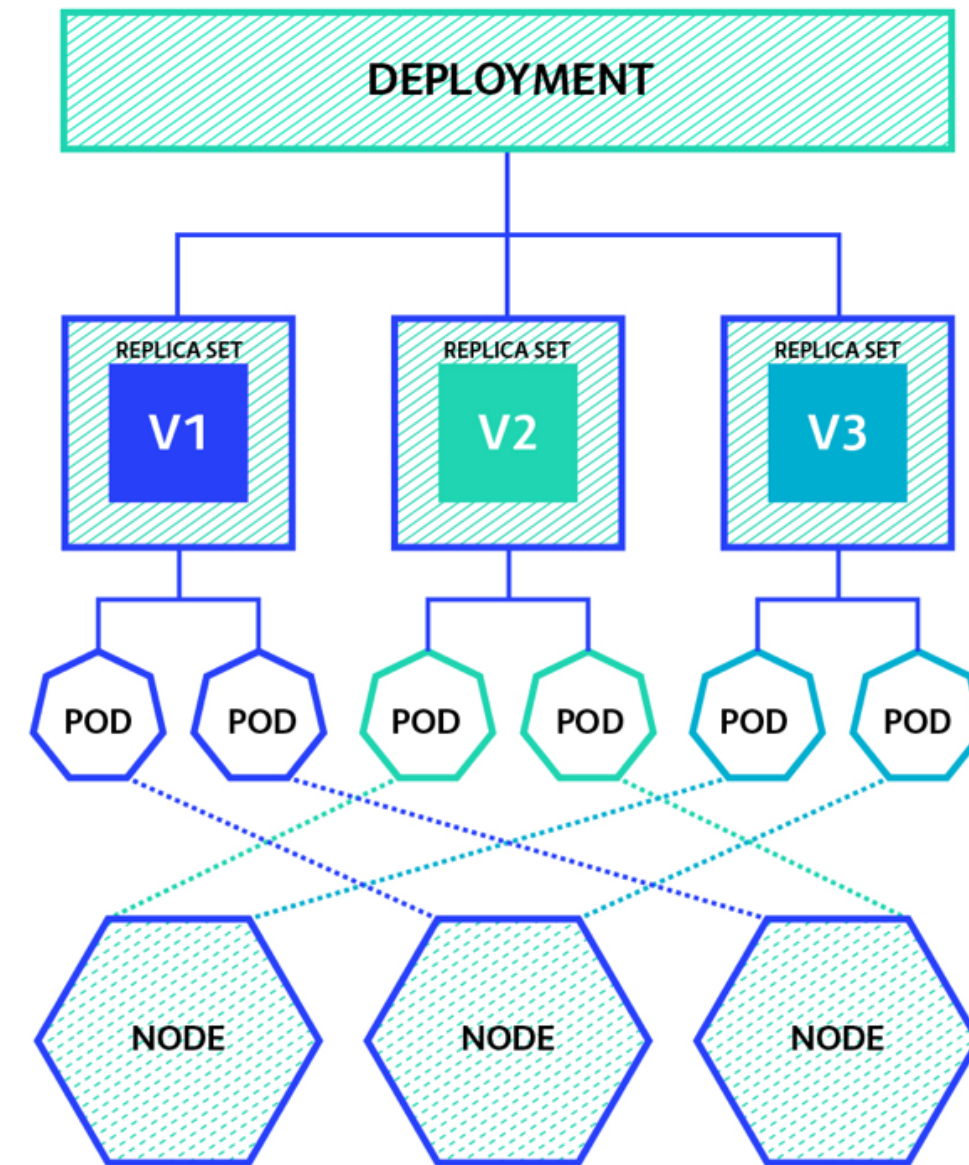 DEPLOYMENT
REPLICA SET
V1
REPLICA SET
V2
REPLICA SET
V3
POD
POD
POD
POD
POD
POD
NODE
NODE
NODE